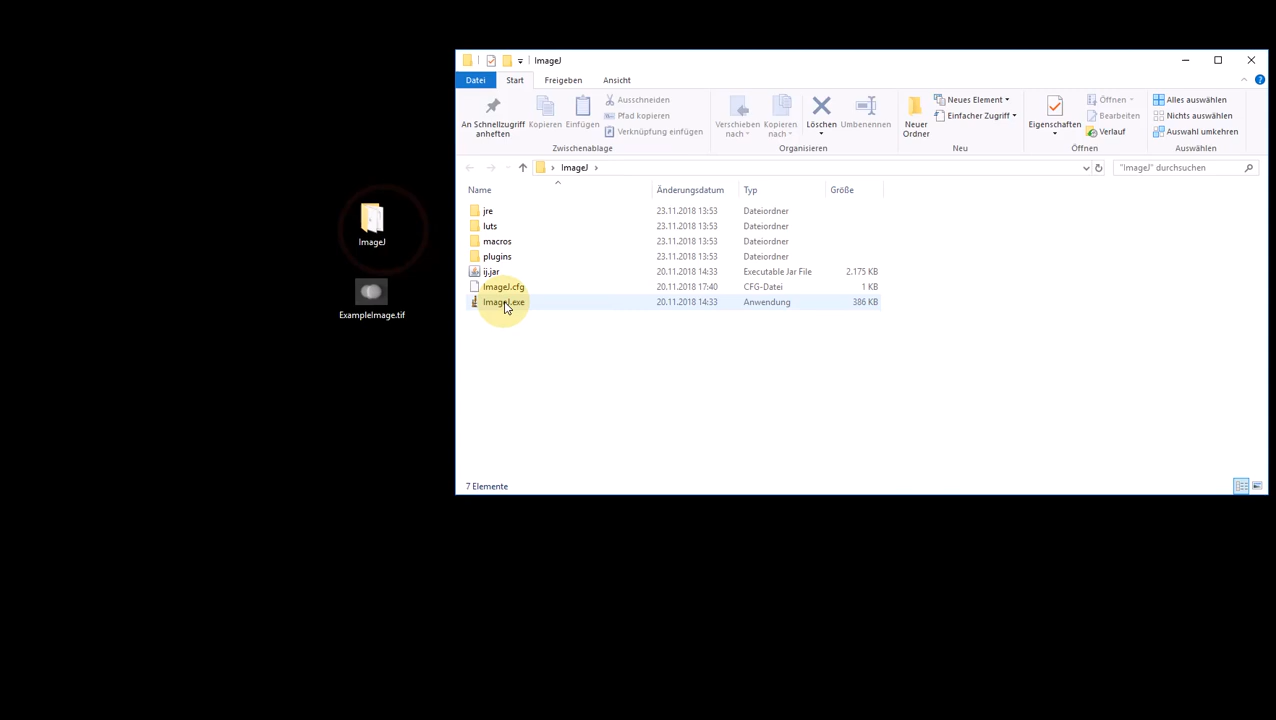 ImageJ
Datei Start Freigeben Ansicht
An Schnellzugriff anheften
Kopieren
Einfügen
Ausschneiden
Pfad kopieren
Verknüpfung einfügen
Zwischenablage
Verschieben nach
Kopieren nach
Löschen
Umbenennen
Organisieren
Neuer Ordner
Neues Element
Einfacher Zugriff
Neu
Eigenschaften
Öffnen
Bearbeiten
Verlauf
Öffnen
Alles auswählen
Nichts auswählen
Auswahl umkehren
Auswählen
ImageJ
"ImageJ" durchsuchen
Name Änderungsdatum Typ Größe
jre 23.11.2018 13:53 Dateiordner
luts 23.11.2018 13:53 Dateiordner
macros 23.11.2018 13:53 Dateiordner
plugins 23.11.2018 13:53 Dateiordner
ij.jar 20.11.2018 14:33 Executable Jar File 2.175 KB
ImageJ.cfg 20.11.2018 17:40 CFG-Datei 1 KB
ImageJ.exe 20.11.2018 14:33 Anwendung 386 KB
7 Elemente
ImageJ
ExampleImage.tif